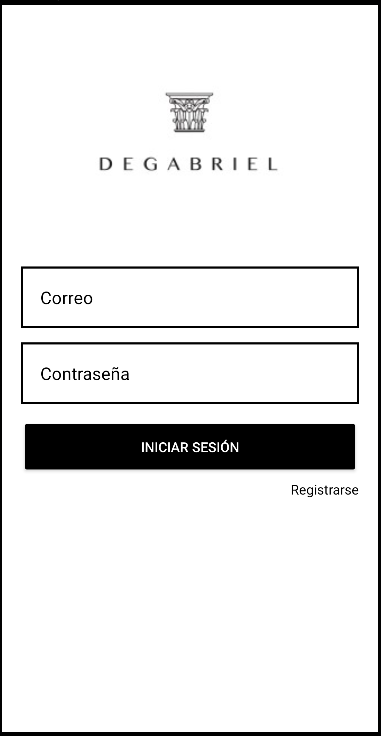 DEGABRIEL
Correo
Contraseña
INICIAR SESIÓN
Registrarse